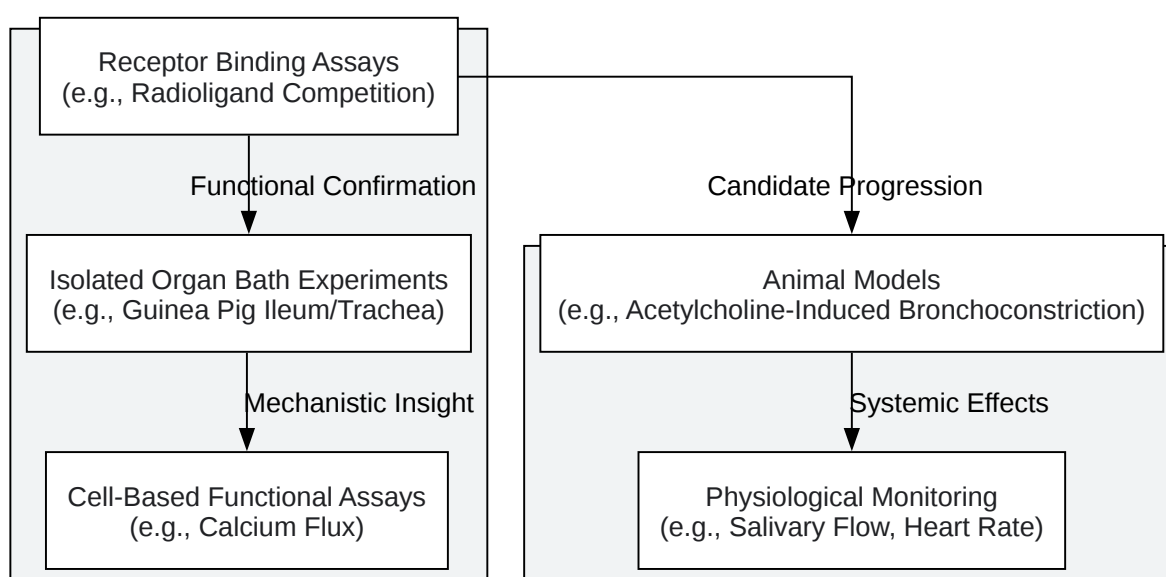 Receptor Binding Assays
(e.g., Radioligand Competition)
Functional Confirmation
Candidate Progression
Isolated Organ Bath Experiments
(e.g., Guinea Pig Ileum/Trachea)
Animal Models
(e.g., Acetylcholine-Induced Bronchoconstriction)
Mechanistic Insight
Systemic Effects
Cell-Based Functional Assays
(e.g., Calcium Flux)
Physiological Monitoring
(e.g., Salivary Flow, Heart Rate)